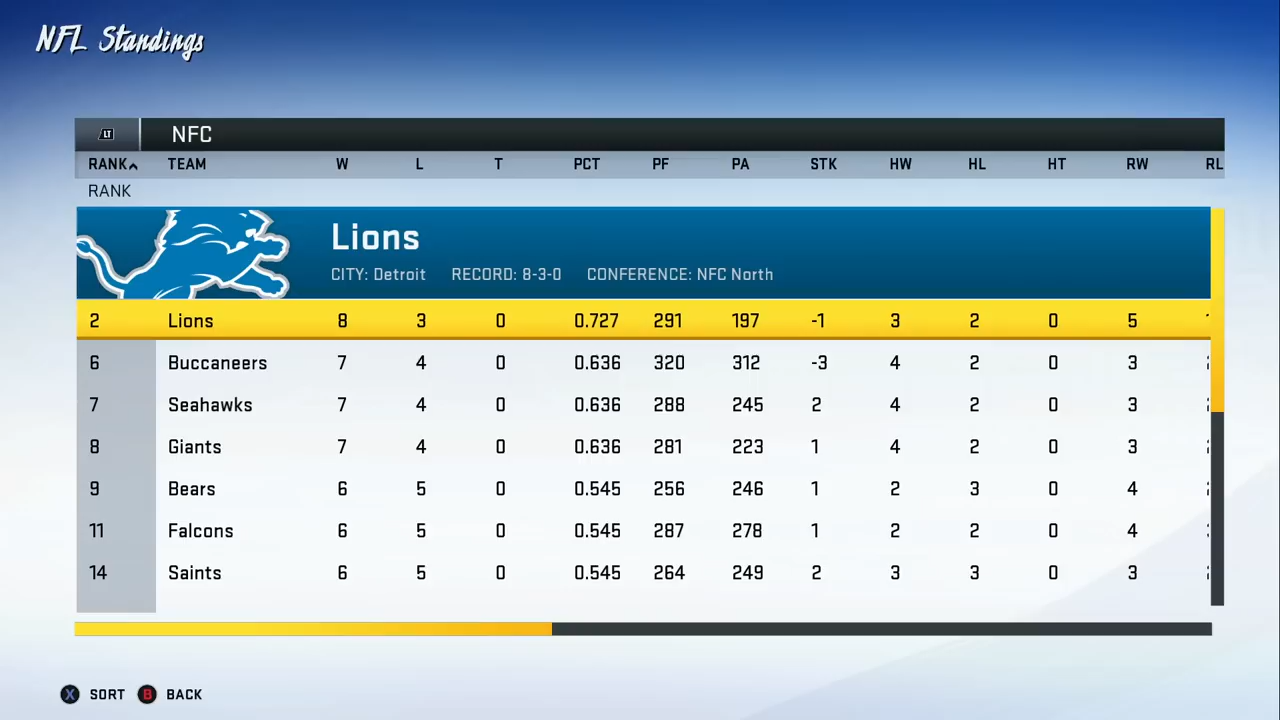 NFL Standings
LT NFC
RANK TEAM W L T PCT PF PA STK HW HL HT RW RL
RANK
Lions
CITY: Detroit RECORD: 8-3-0 CONFERENCE: NFC North
2 Lions 8 3 0 0.727 291 197 -1 3 2 0 5
6 Buccaneers 7 4 0 0.636 320 312 -3 4 2 0 3
7 Seahawks 7 4 0 0.636 288 245 2 4 2 0 3
8 Giants 7 4 0 0.636 281 223 1 4 2 0 3
9 Bears 6 5 0 0.545 256 246 1 2 3 0 4
11 Falcons 6 5 0 0.545 287 278 1 2 2 0 4
14 Saints 6 5 0 0.545 264 249 2 3 3 0 3
X SORT B BACK